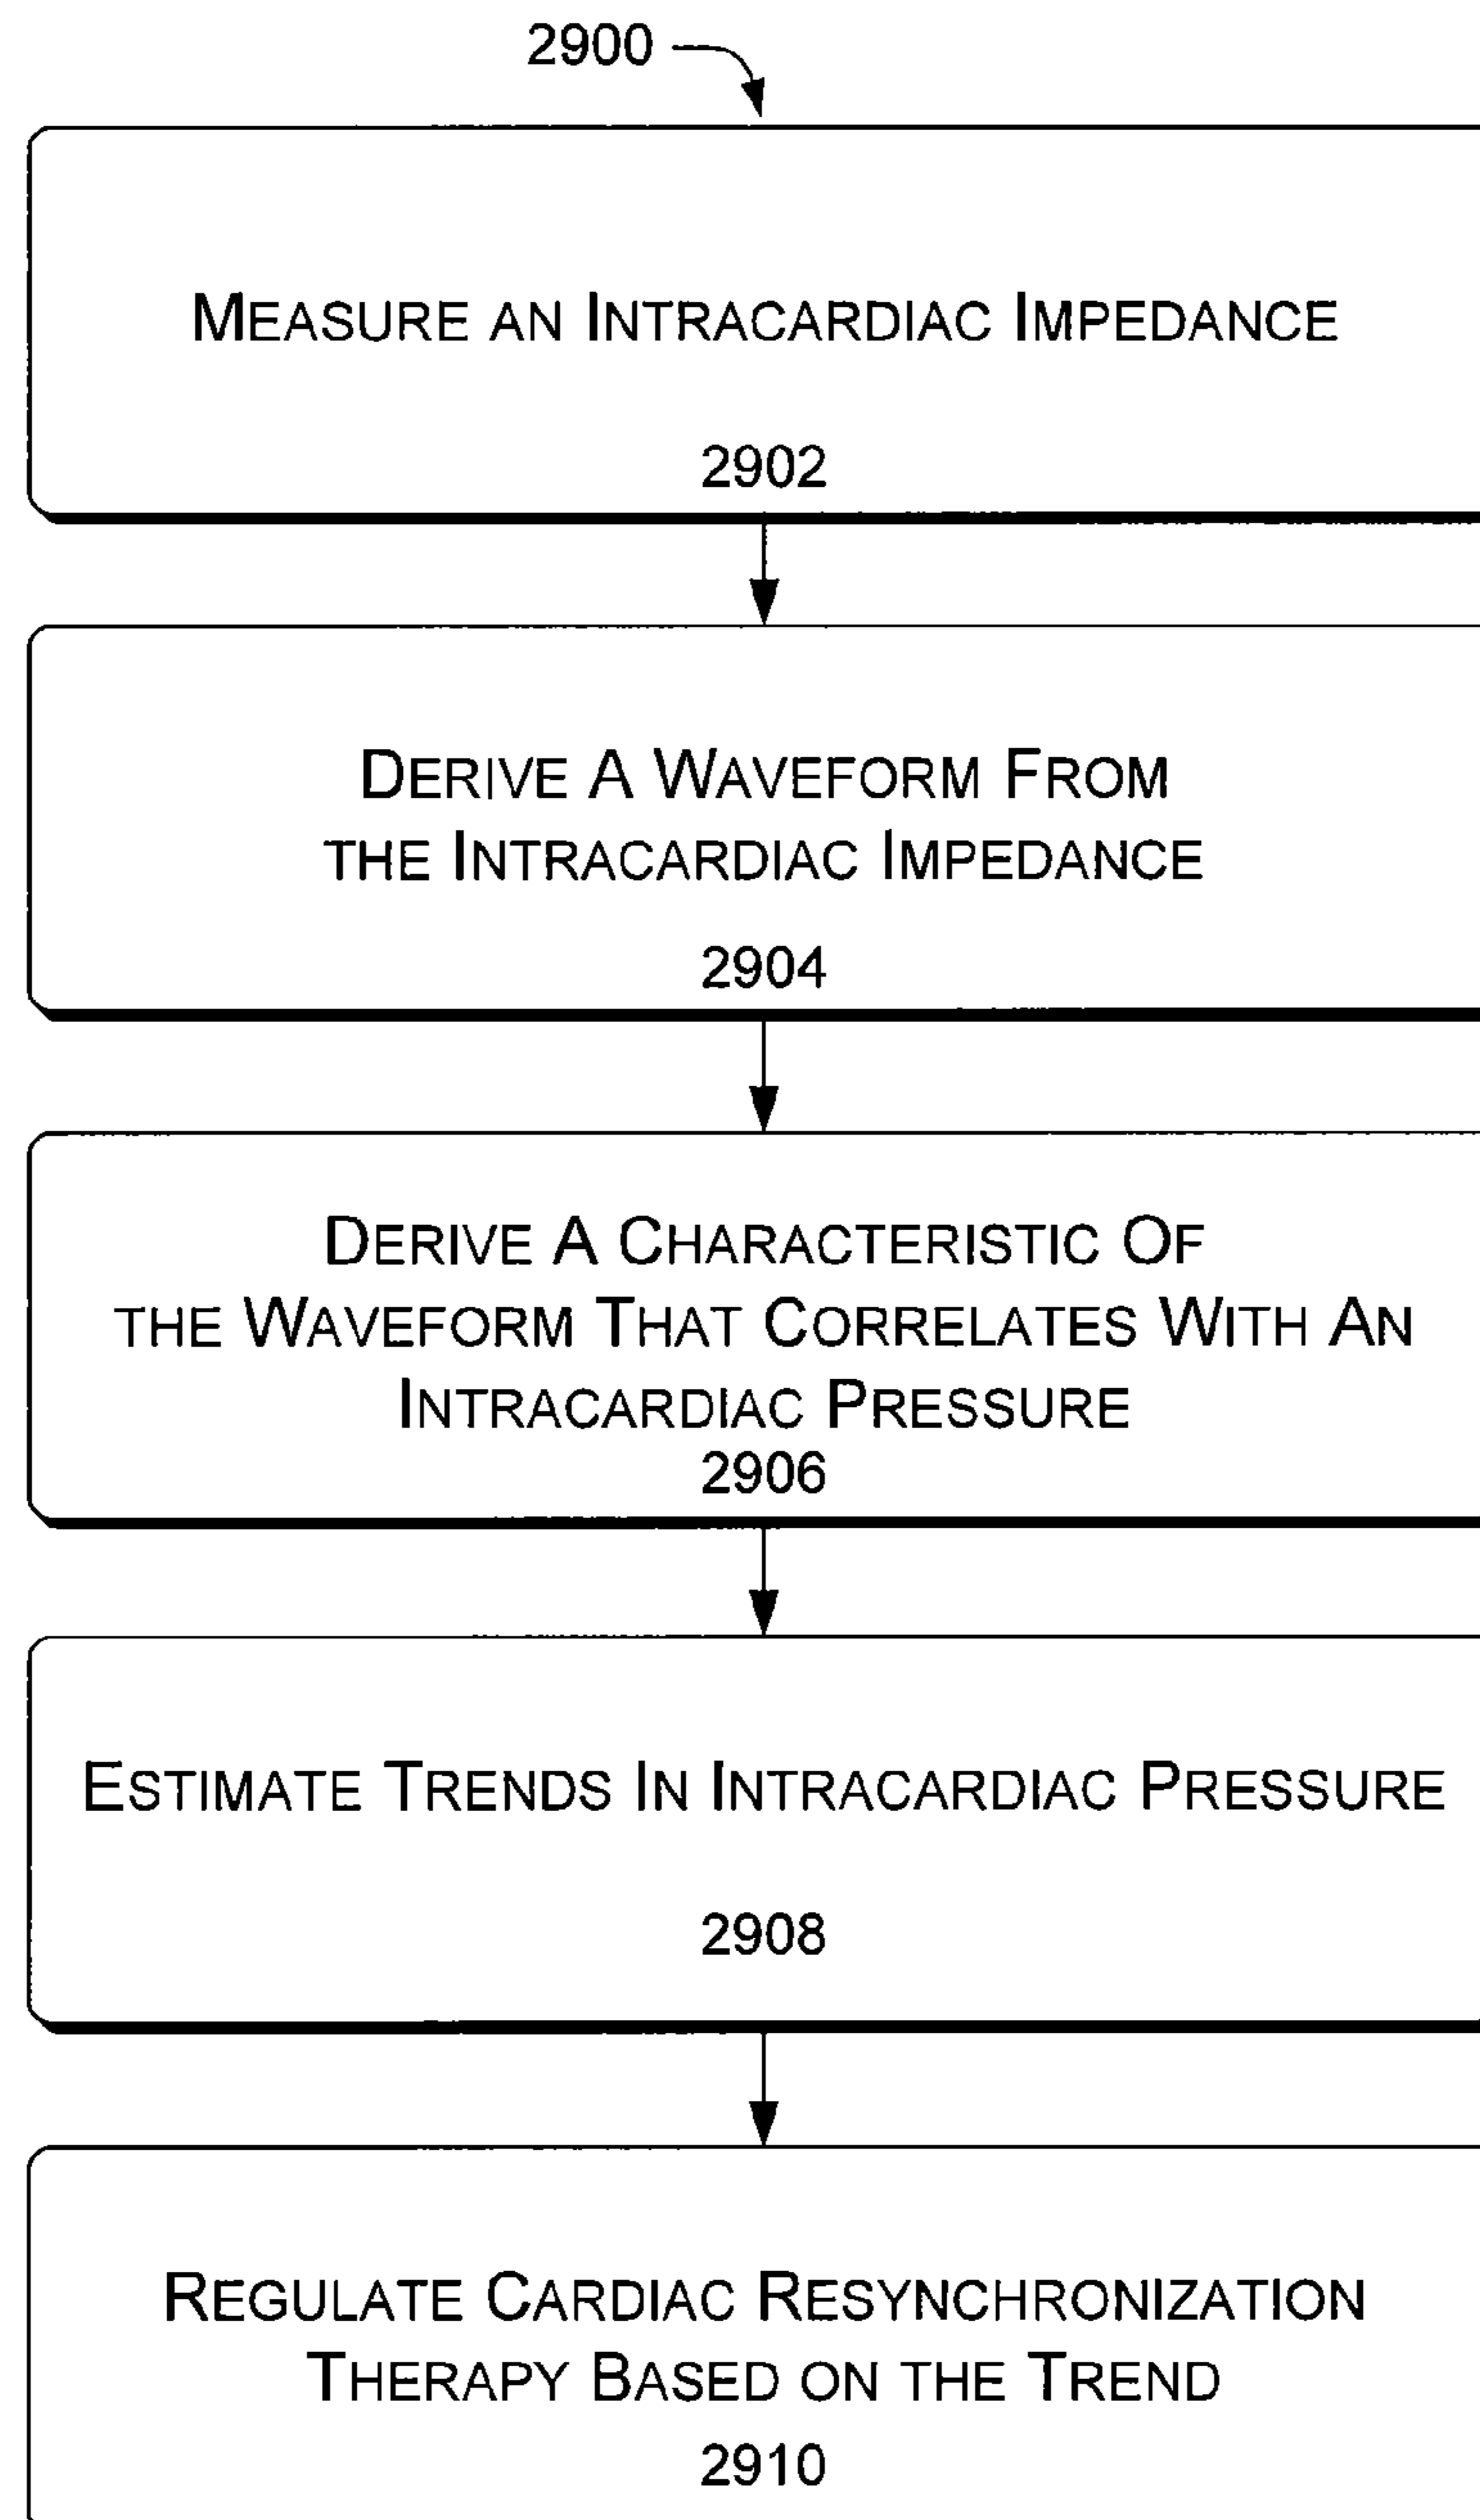 2900
MEASURE AN INTRACARDIAC IMPEDANCE
2902
DERIVE A WAVEFORM FROM
THE INTRACARDIAC IMPEDANCE
2904
DERIVE A CHARACTERISTIC OF
THE WAVEFORM THAT CORRELATES WITH AN
INTRACARDIAC PRESSURE
2906
ESTIMATE TRENDS IN INTRACARDIAC PRESSURE
2908
REGULATE CARDIAC RESYNCHRONIZATION
THERAPY BASED ON THE TREND
2910